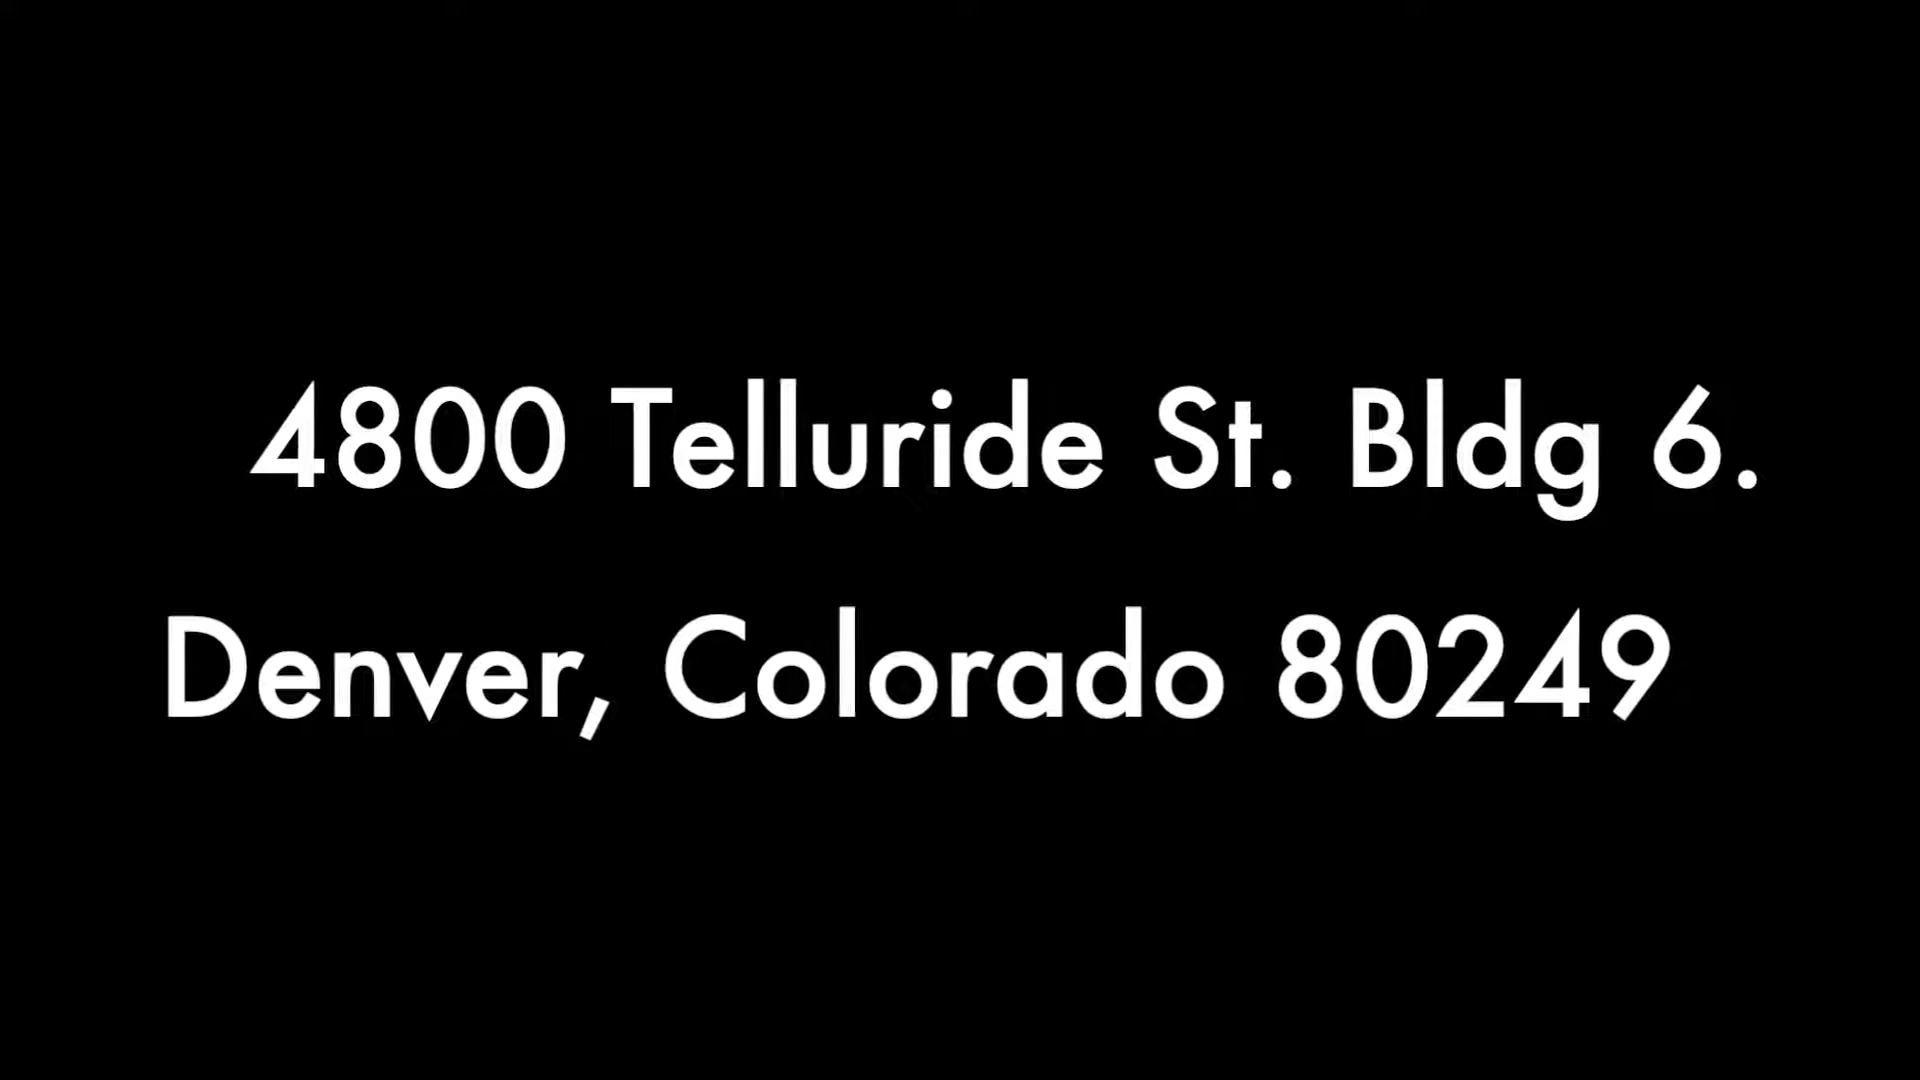 4800 Telluride St. Bldg 6.
Denver, Colorado 80249